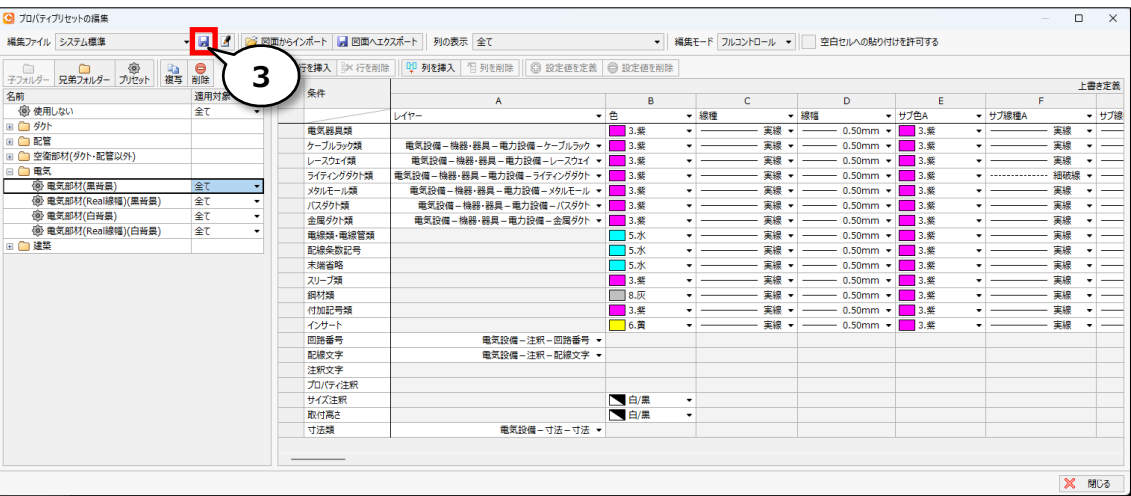 プロパティプリセットの編集
編集ファイル システム標準 図面からインポート 図面へエクスポート 列の表示 全て 編集モード フルコントロール 空白セルへの貼り付けを許可する
3
子フォルダー 兄弟フォルダー プリセット 複写 削除
行を挿入 行を削除 列を挿入 列を削除 設定値を定義 設定値を削除
名前 適用対象
使用しない 全て
ダクト
配管
空衛部材(ダクト・配管以外)
電気
電気部材(黒背景) 全て
電気部材(Real線幅)(黒背景) 全て
電気部材(白背景) 全て
電気部材(Real線幅)(白背景) 全て
建築
条件 上書き定義
A B C D E F
レイヤー 色 線種 線幅 サブ色A サブ線種A サブ線
電気器具類 3.紫 実線 0.50mm 3.紫 実線
ケーブルラック類 電気設備－機器・器具－電力設備－ケーブルラック 3.紫 実線 0.50mm 3.紫 実線
レースウェイ類 電気設備－機器・器具－電力設備－レースウェイ 3.紫 実線 0.50mm 3.紫 実線
ライティングダクト類 電気設備－機器・器具－電力設備－ライティングダクト 3.紫 実線 0.50mm 3.紫 細破線
メタルモール類 電気設備－機器・器具－電力設備－メタルモール 3.紫 実線 0.50mm 3.紫 実線
バスダクト類 電気設備－機器・器具－電力設備－バスダクト 3.紫 実線 0.50mm 3.紫 実線
金属ダクト類 電気設備－機器・器具－電力設備－金属ダクト 3.紫 実線 0.50mm 3.紫 実線
電線類・電線管類 5.水 実線 0.50mm 3.紫 実線
配線条数記号 5.水 実線 0.50mm 3.紫 実線
末端省略 5.水 実線 0.50mm 3.紫 実線
スリーブ類 3.紫 実線 0.50mm 3.紫 実線
鋼材類 8.灰 実線 0.50mm 3.紫 実線
付加記号類 3.紫 実線 0.50mm 3.紫 実線
インサート 6.黄 実線 0.50mm 3.紫 実線
回路番号 電気設備－注釈－回路番号
配線文字 電気設備－注釈－配線文字
注釈文字
プロパティ注釈
サイズ注釈 白/黒
取付高さ 白/黒
寸法類 電気設備－寸法－寸法
閉じる